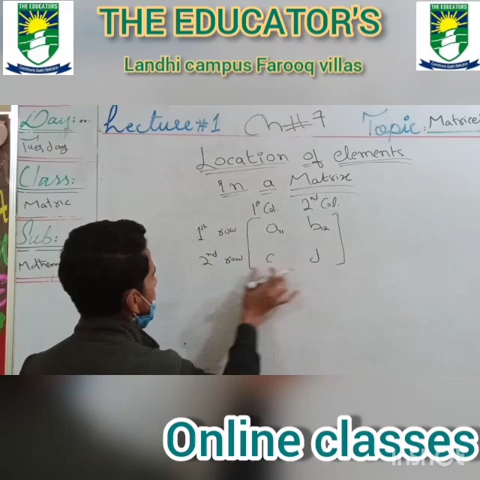 THE EDUCATOR'S
Landhi campus Farooq villas
THE EDUCATORS
THE EDUCATORS
Day:...
Tuesday
Class:
Matric
Sub:
Lecture #1
Ch#7
Topic: Matrice
Location of elements
in a Matrix
1st Col. 2nd Col.
1st row a11
2nd row c d
Online classes